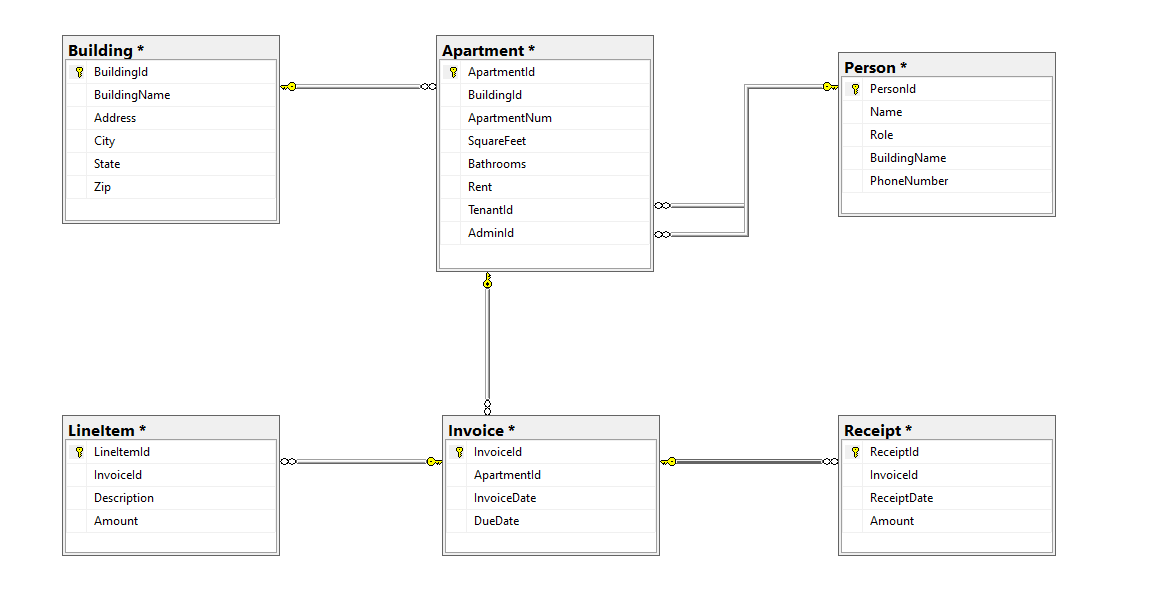 Building *
BuildingId
BuildingName
Address
City
State
Zip
Apartment *
ApartmentId
BuildingId
ApartmentNum
SquareFeet
Bathrooms
Rent
TenantId
AdminId
Person *
PersonId
Name
Role
BuildingName
PhoneNumber
LineItem *
LineItemId
InvoiceId
Description
Amount
Invoice *
InvoiceId
ApartmentId
InvoiceDate
DueDate
Receipt *
ReceiptId
InvoiceId
ReceiptDate
Amount